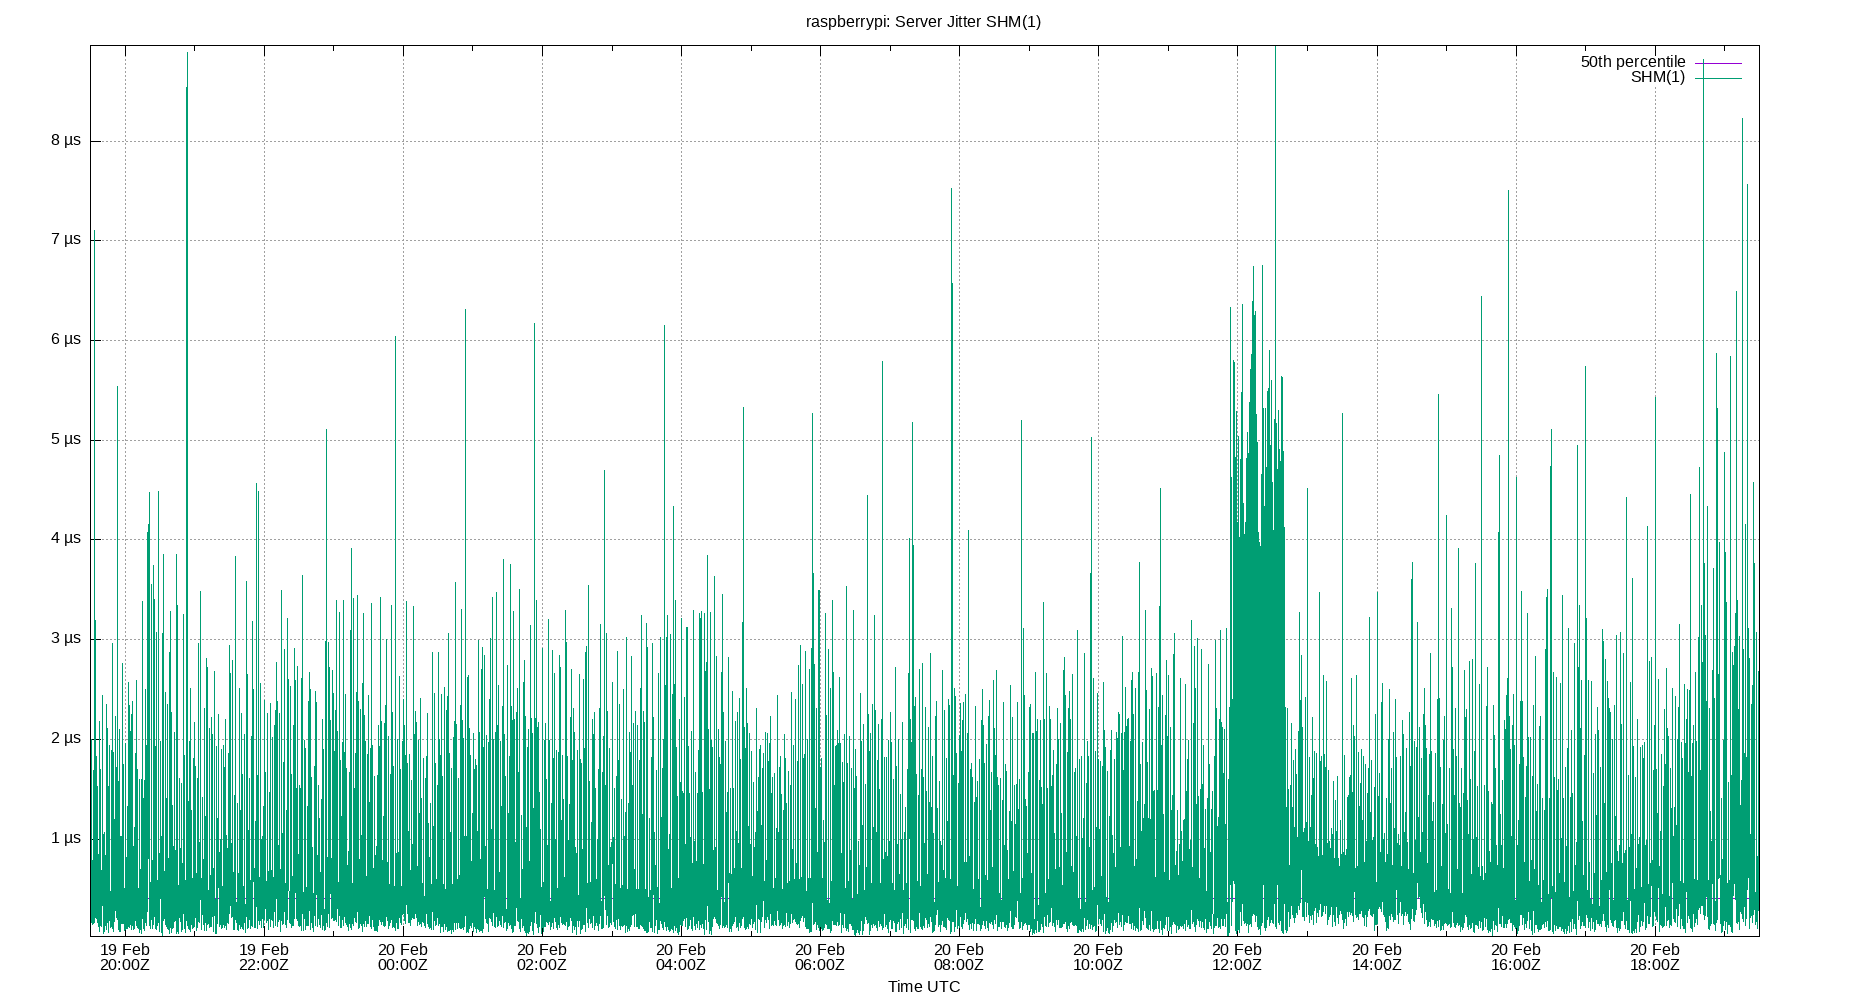 raspberrypi: Server Jitter SHM(1)
50th percentile
SHM(1)
8 µs
7 µs
6 µs
5 µs
4 µs
3 µs
2 µs
1 µs
19 Feb 20 Feb 20 Feb 20 Feb 20 Feb 20 Feb 20 Feb 20 Feb 20 Feb 20 Feb 20 Feb
19 Feb
20:00Z 22:00Z 00:00Z 02:00Z 04:00Z 06:00Z 08:00Z 10:00Z 12:00Z 14:00Z 16:00Z 18:00Z
Time UTC